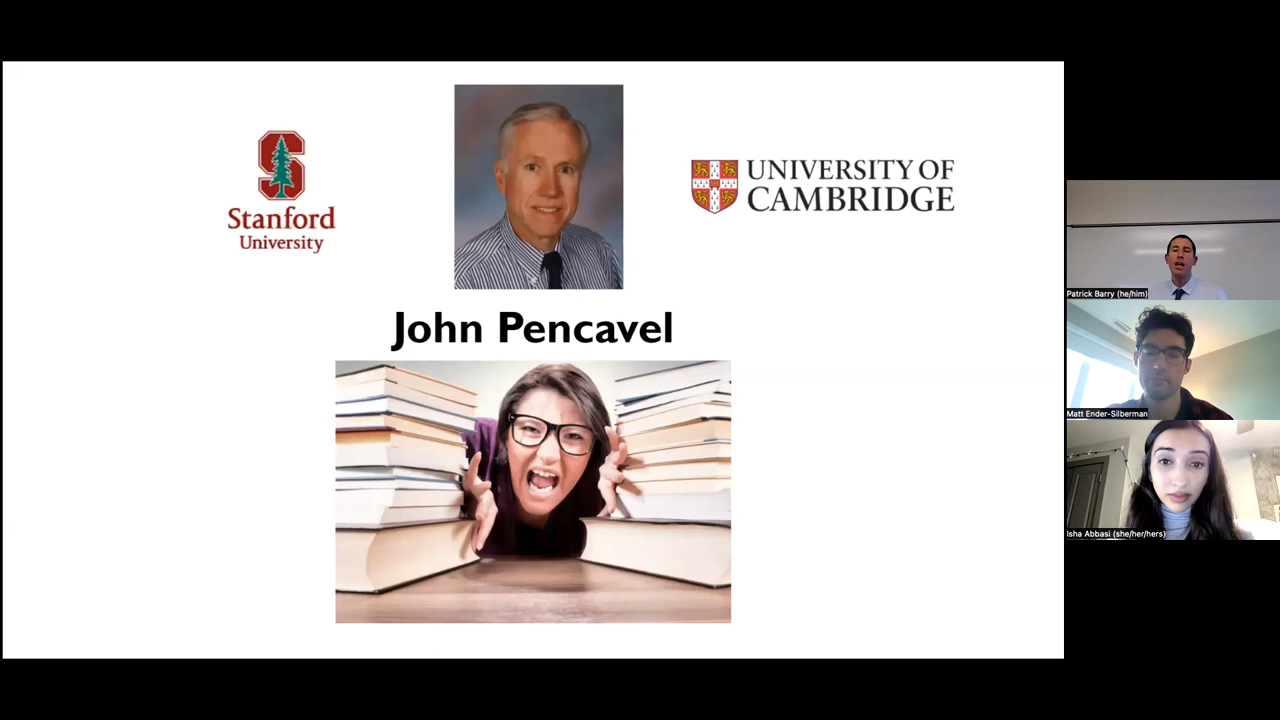 Stanford
University
UNIVERSITY OF
CAMBRIDGE
John Pencavel
Patrick Barry (he/him)
Matt Ender-Silberman
Isha Abbasi (she/her/hers)